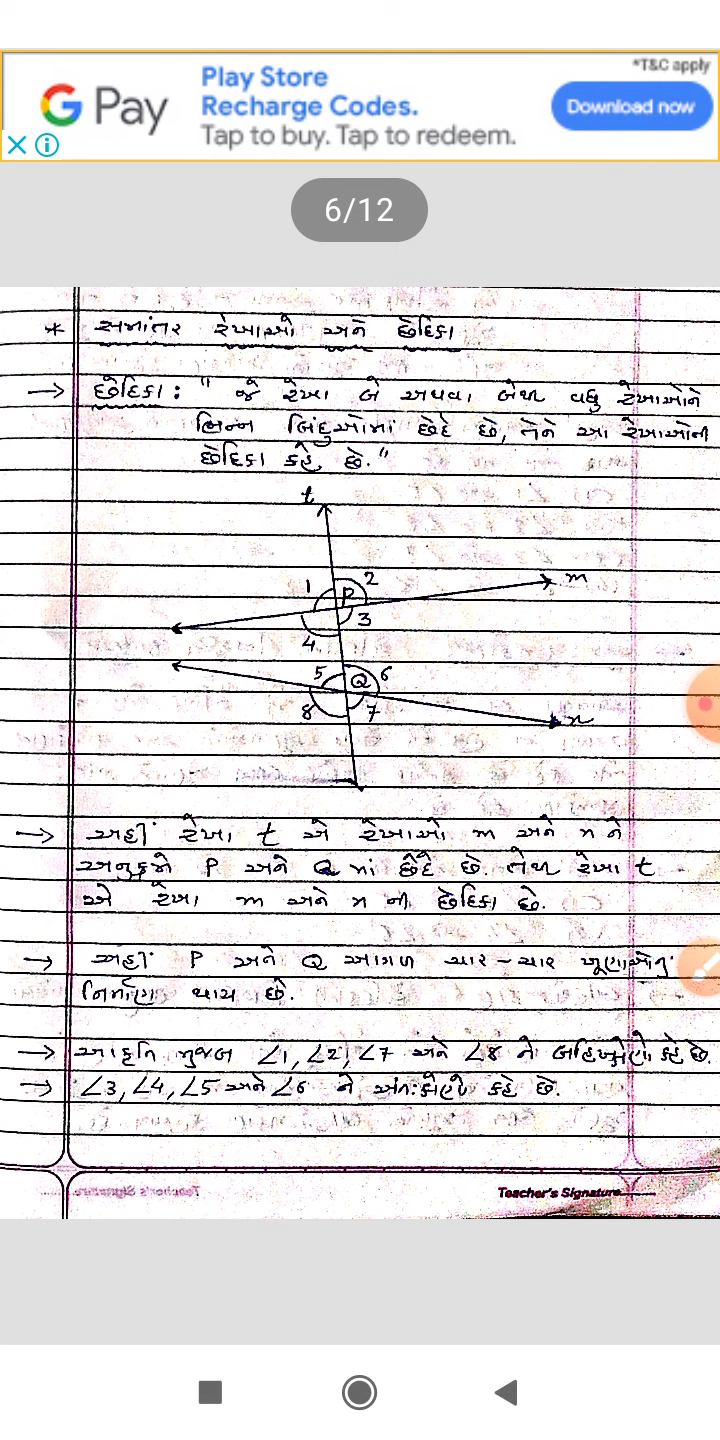 *T&C apply
G Pay
Play Store
Recharge Codes.
Tap to buy. Tap to redeem.
Download now
6/12
* સમાંતર રેખાઓ અને છેદિકા
→ છેદિકા : " જે રેખા બે અથવા બેથી વધુ રેખાઓને
ભિન્ન બિંદુઓમાં છેદે છે, તેને આ રેખાઓની
છેદિકા કહે છે."
t
1 2 m
P
3
4
5 Q 6
8 7 n
→ અહીં રેખા t એ રેખાઓ m અને n ને
અનુક્રમે P અને Q માં છેદે છે. તેથી રેખા t
એ રેખા m અને n ની છેદિકા છે.
→ અહીં P અને Q આગળ ચાર - ચાર ખૂણાઓનું
નિર્માણ થાય છે.
→ આકૃતિ મુજબ ∠1, ∠2, ∠7 અને ∠8 ને બહિષ્કોણો કહે છે.
→ ∠3, ∠4, ∠5 અને ∠6 ને અંતઃકોણો કહે છે.
Teacher's Signature